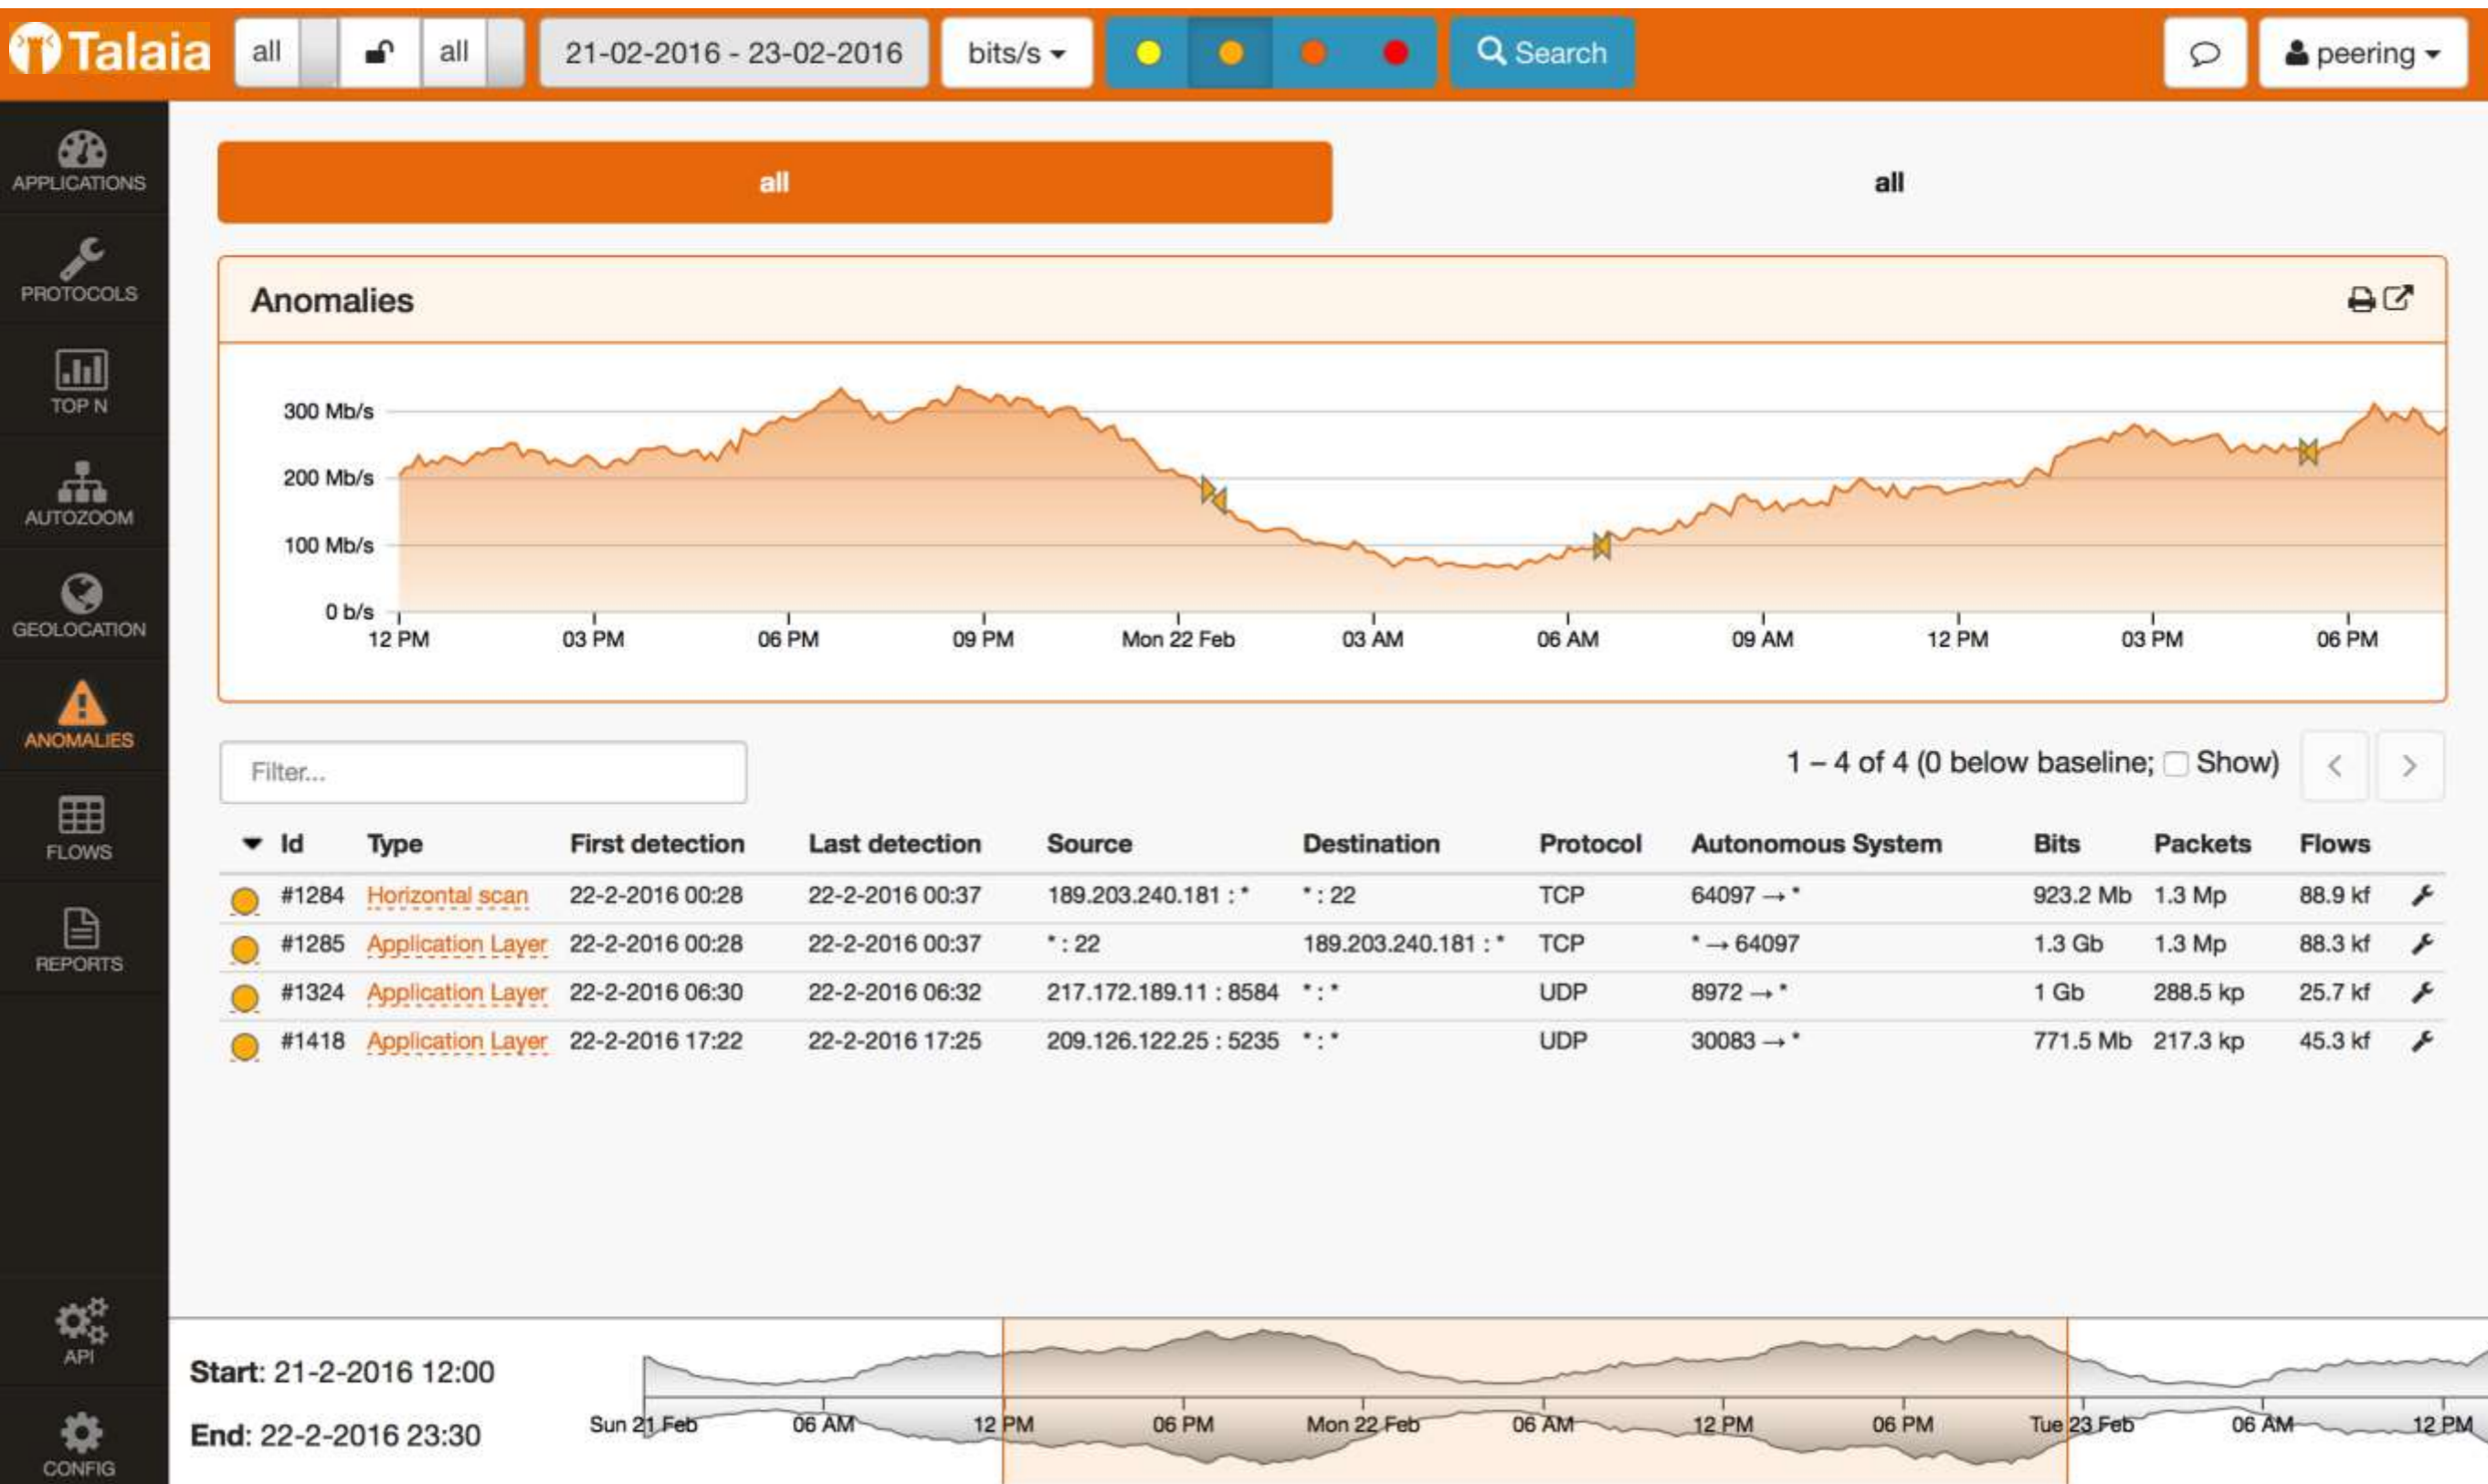 Talaia all all 21-02-2016 - 23-02-2016 bits/s Search peering
APPLICATIONS
PROTOCOLS
TOP N
AUTOZOOM
GEOLOCATION
ANOMALIES
FLOWS
REPORTS
API
CONFIG
all all
Anomalies
300 Mb/s
200 Mb/s
100 Mb/s
0 b/s
12 PM 03 PM 06 PM 09 PM Mon 22 Feb 03 AM 06 AM 09 AM 12 PM 03 PM 06 PM
Filter... 1 – 4 of 4 (0 below baseline; Show) < >
Id Type First detection Last detection Source Destination Protocol Autonomous System Bits Packets Flows
#1284 Horizontal scan 22-2-2016 00:28 22-2-2016 00:37 189.203.240.181 : * * : 22 TCP 64097 → * 923.2 Mb 1.3 Mp 88.9 kf
#1285 Application Layer 22-2-2016 00:28 22-2-2016 00:37 * : 22 189.203.240.181 : * TCP * → 64097 1.3 Gb 1.3 Mp 88.3 kf
#1324 Application Layer 22-2-2016 06:30 22-2-2016 06:32 217.172.189.11 : 8584 * : * UDP 8972 → * 1 Gb 288.5 kp 25.7 kf
#1418 Application Layer 22-2-2016 17:22 22-2-2016 17:25 209.126.122.25 : 5235 * : * UDP 30083 → * 771.5 Mb 217.3 kp 45.3 kf
Start: 21-2-2016 12:00
End: 22-2-2016 23:30
Sun 21 Feb 06 AM 12 PM 06 PM Mon 22 Feb 06 AM 12 PM 06 PM Tue 23 Feb 06 AM 12 PM